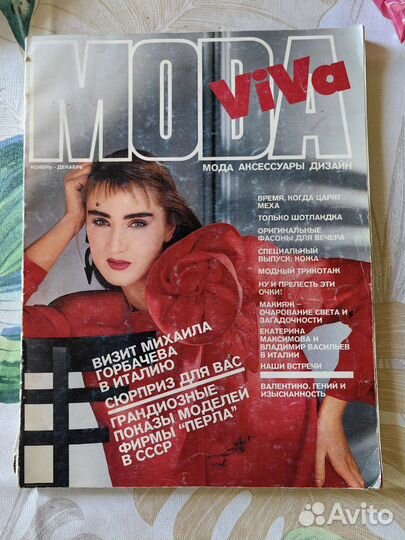 MODA
ViVa
НОЯБРЬ - ДЕКАБРЬ
МОДА АКСЕССУАРЫ ДИЗАЙН
ВРЕМЯ, КОГДА ЦАРЯТ
МЕХА
ТОЛЬКО ШОТЛАНДКА
ОРИГИНАЛЬНЫЕ
ФАСОНЫ ДЛЯ ВЕЧЕРА
СПЕЦИАЛЬНЫЙ
ВЫПУСК: КОЖА
МОДНЫЙ ТРИКОТАЖ
НУ И ПРЕЛЕСТЬ ЭТИ
ОЧКИ!
МАКИЯЖ –
ОЧАРОВАНИЕ СВЕТА И
ЗАГАДОЧНОСТИ
ЕКАТЕРИНА
МАКСИМОВА И
ВЛАДИМИР ВАСИЛЬЕВ
В ИТАЛИИ
НАШИ ВСТРЕЧИ
ВАЛЕНТИНО. ГЕНИЙ И
ИЗЫСКАННОСТЬ
ВИЗИТ МИХАИЛА
ГОРБАЧЕВА
В ИТАЛИЮ
СЮРПРИЗ ДЛЯ ВАС
ГРАНДИОЗНЫЕ
ПОКАЗЫ МОДЕЛЕЙ
ФИРМЫ "ПЕРЛА"
В СССР
Avito